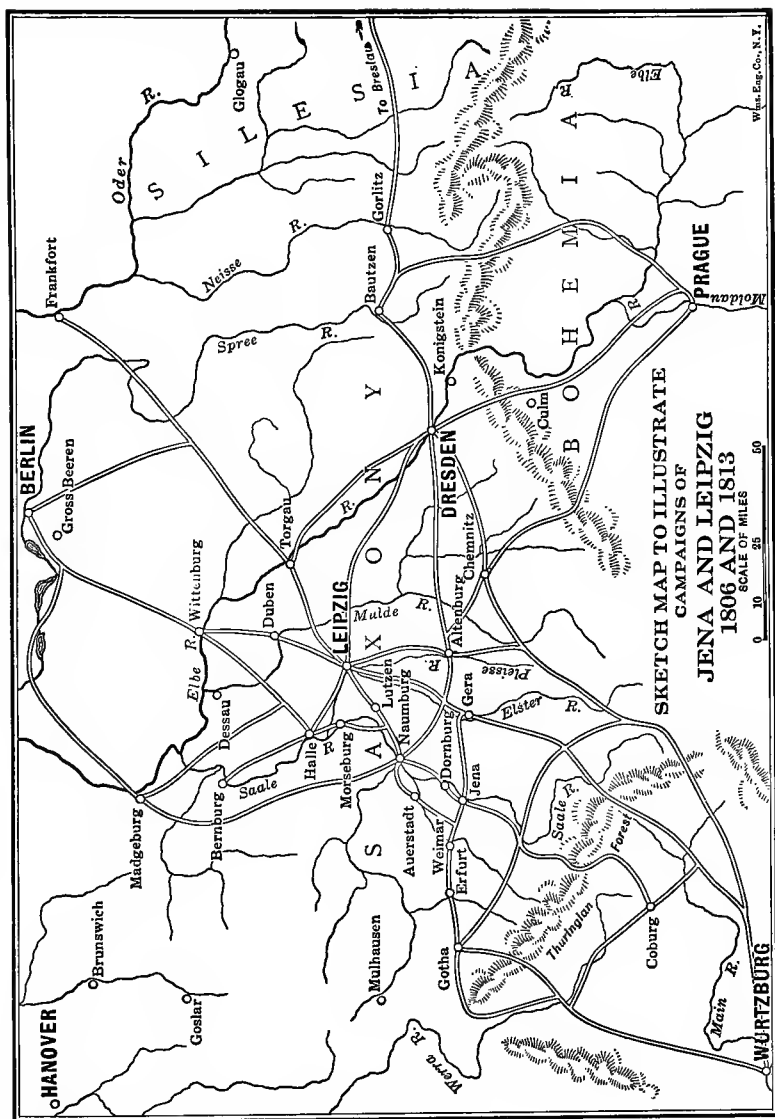 HANOVER
Brunswich
Goslar
Madgeburg
BERLIN
Gross-Beeren
Frankfort
Oder R.
Glogau
SILESIA
Neisse R.
Spree R.
Elbe R.
Wittenburg
Dessau
Bernburg
Saale R.
Duben
Torgau
Halle
Morseburg
LEIPZIG
Lutzen
Naumburg
Mulde R.
SAXONY
Mulhausen
Auerstadt
Dornburg
Weimar
Jena
Erfurt
Gotha
Werra R.
Gera
Altenburg
Pleisse R.
Elster R.
Chemnitz
DRESDEN
Konigstein
Bautzen
Gorlitz
To Breslau
Culm
BOHEMIA
Elbe R.
R.
PRAGUE
Moldau
Thuringian Forest
Saale R.
Coburg
Main R.
WURTZBURG
SKETCH MAP TO ILLUSTRATE
CAMPAIGNS OF
JENA AND LEIPZIG
1806 AND 1813
SCALE OF MILES
0 10 25 50
Wms. Eng. Co., N.Y.